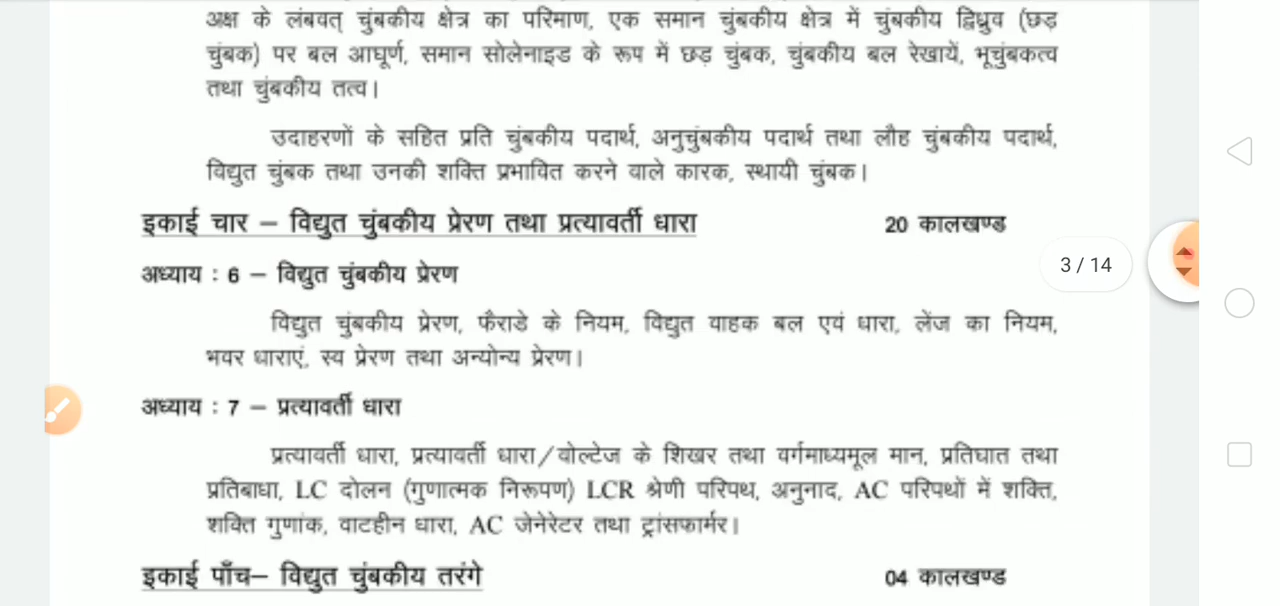 अक्ष के लंबवत् चुंबकीय क्षेत्र का परिमाण, एक समान चुंबकीय क्षेत्र में चुंबकीय द्विध्रुव (छड़
चुंबक) पर बल आघूर्ण, समान सोलेनाइड के रूप में छड़ चुंबक, चुंबकीय बल रेखायें, भूचुंबकत्व
तथा चुंबकीय तत्व।
उदाहरणों के सहित प्रति चुंबकीय पदार्थ, अनुचुंबकीय पदार्थ तथा लौह चुंबकीय पदार्थ,
विद्युत चुंबक तथा उनकी शक्ति प्रभावित करने वाले कारक, स्थायी चुंबक।
इकाई चार – विद्युत चुंबकीय प्रेरण तथा प्रत्यावर्ती धारा 20 कालखण्ड
3 / 14
अध्याय : 6 – विद्युत चुंबकीय प्रेरण
विद्युत चुंबकीय प्रेरण, फैराडे के नियम, विद्युत वाहक बल एवं धारा, लेंज का नियम,
भवर धाराएं, स्व प्रेरण तथा अन्योन्य प्रेरण।
अध्याय : 7 – प्रत्यावर्ती धारा
प्रत्यावर्ती धारा, प्रत्यावर्ती धारा/वोल्टेज के शिखर तथा वर्गमाध्यमूल मान, प्रतिघात तथा
प्रतिबाधा, LC दोलन (गुणात्मक निरूपण) LCR श्रेणी परिपथ, अनुनाद, AC परिपथों में शक्ति,
शक्ति गुणांक, वाटहीन धारा, AC जेनेरेटर तथा ट्रांसफार्मर।
इकाई पाँच– विद्युत चुंबकीय तरंगे 04 कालखण्ड